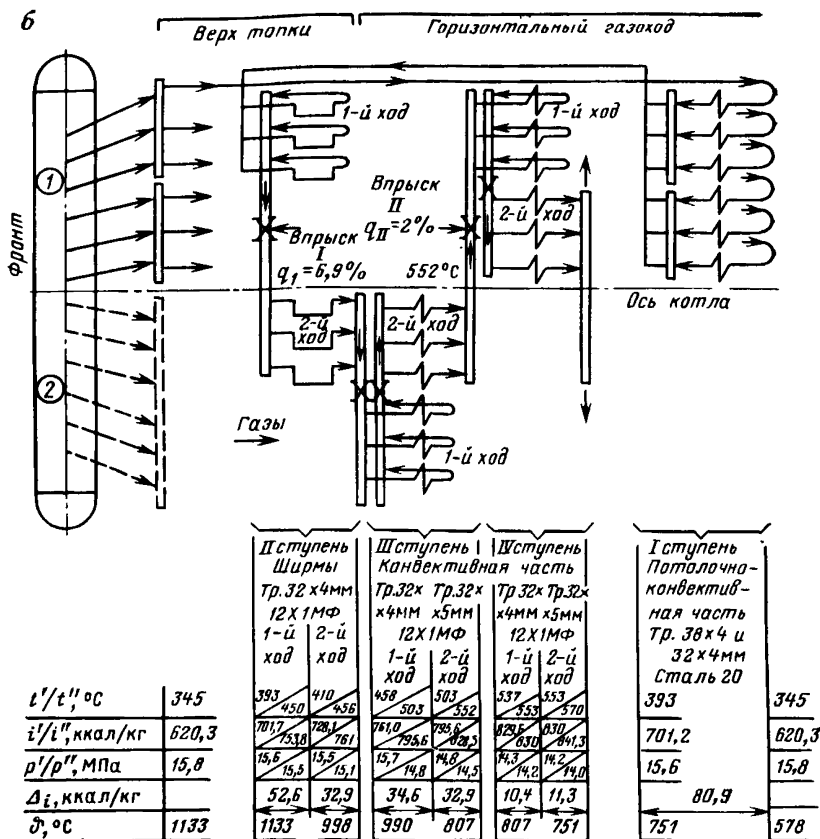 б
Верх топки
Горизонтальный газоход
1-й ход
1-й ход
1
Фронт
Впрыск
I
q₁=6,9%
Впрыск
II
q_II=2%
552°С
2-й ход
Ось котла
2-й
ход
2-й ход
2
Газы
1-й ход
II ступень
Ширмы
Тр.32×4мм
12Х1МФ
1-й ход
2-й ход
III ступень
IV ступень
Конвективная часть
Тр.32×
×4мм
Тр.32×
×5мм
12Х1МФ
1-й ход
2-й ход
Тр.32×
×4мм
Тр.32×
×5мм
12Х1МФ
1-й ход
2-й ход
I ступень
Потолочно-
конвектив-
ная часть
Тр. 38×4 и
32×4мм
Сталь 20
t'/t'',°С 345 393 450 410 456 458 503 503 552 537 553 553 570 393 345
i'/i'',ккал/кг 620,3 701,7 753,8 728,1 761 761,0 795,6 795,6 828,5 829,6 830 830 841,3 701,2 620,3
p'/p'',МПа 15,8 15,6 15,5 15,5 15,1 15,7 14,8 14,8 14,5 14,3 14,2 14,2 14,0 15,6 15,8
Δi,ккал/кг 52,6 32,9 34,6 32,9 10,4 11,3 80,9
ϑ,°С 1133 1133 998 990 807 807 751 751 578